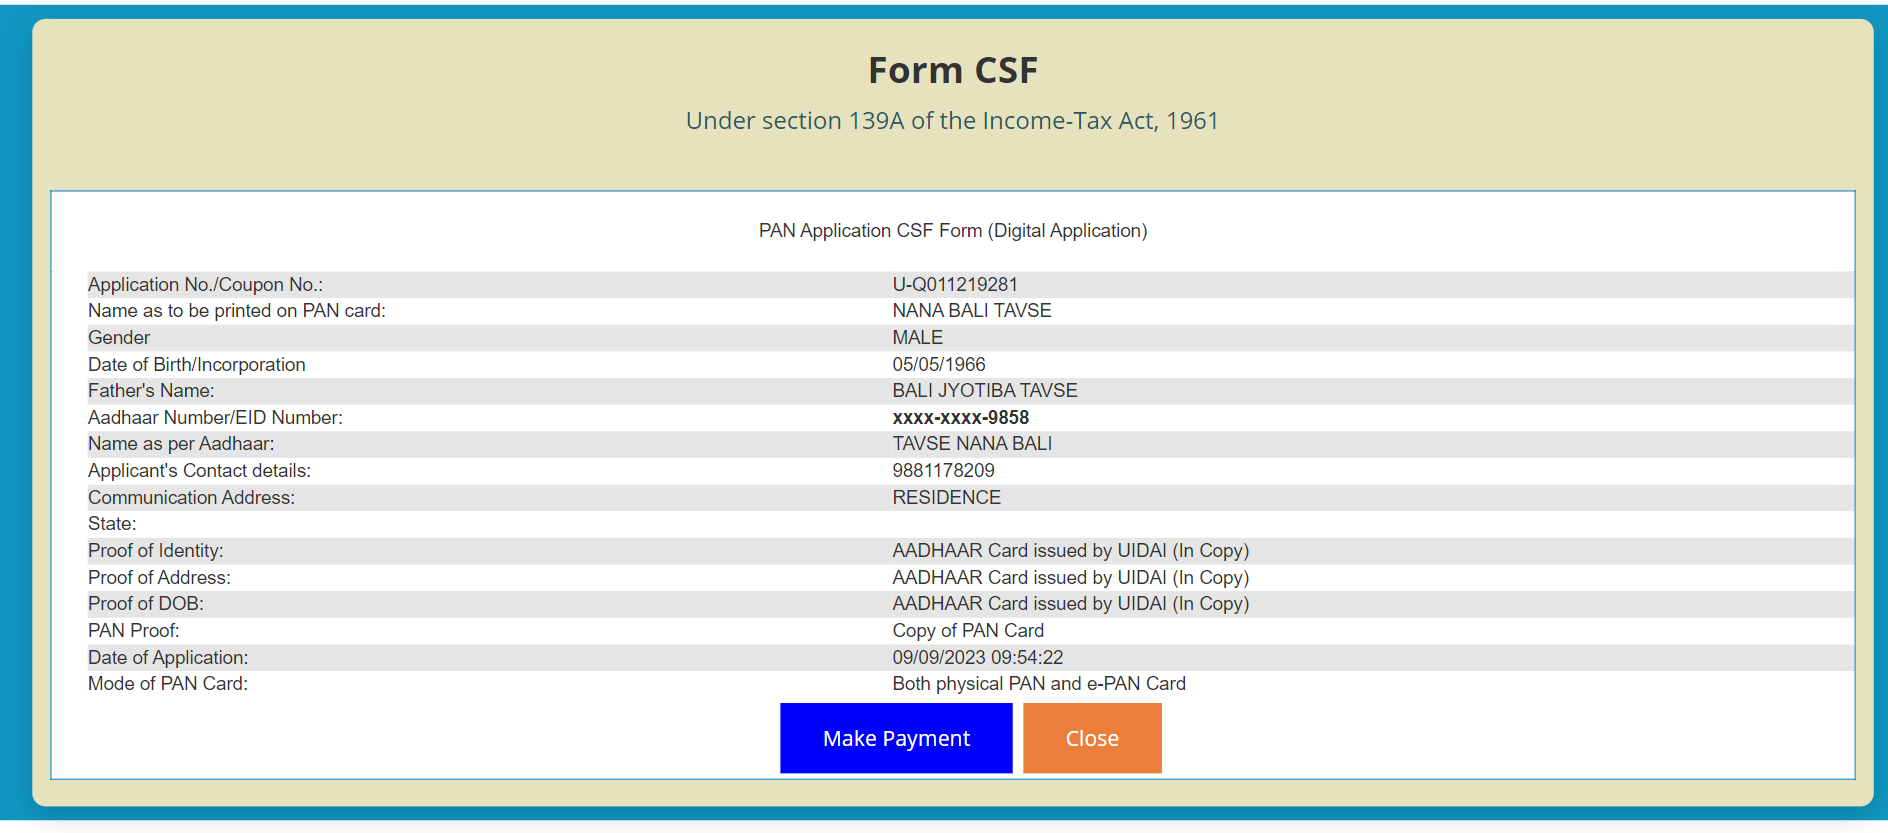 Form CSF
Under section 139A of the Income-Tax Act, 1961
PAN Application CSF Form (Digital Application)
Application No./Coupon No.: U-Q011219281
Name as to be printed on PAN card: NANA BALI TAVSE
Gender MALE
Date of Birth/Incorporation 05/05/1966
Father's Name: BALI JYOTIBA TAVSE
Aadhaar Number/EID Number: xxxx-xxxx-9858
Name as per Aadhaar: TAVSE NANA BALI
Applicant's Contact details: 9881178209
Communication Address: RESIDENCE
State:
Proof of Identity: AADHAAR Card issued by UIDAI (In Copy)
Proof of Address: AADHAAR Card issued by UIDAI (In Copy)
Proof of DOB: AADHAAR Card issued by UIDAI (In Copy)
PAN Proof: Copy of PAN Card
Date of Application: 09/09/2023 09:54:22
Mode of PAN Card: Both physical PAN and e-PAN Card
Make Payment Close